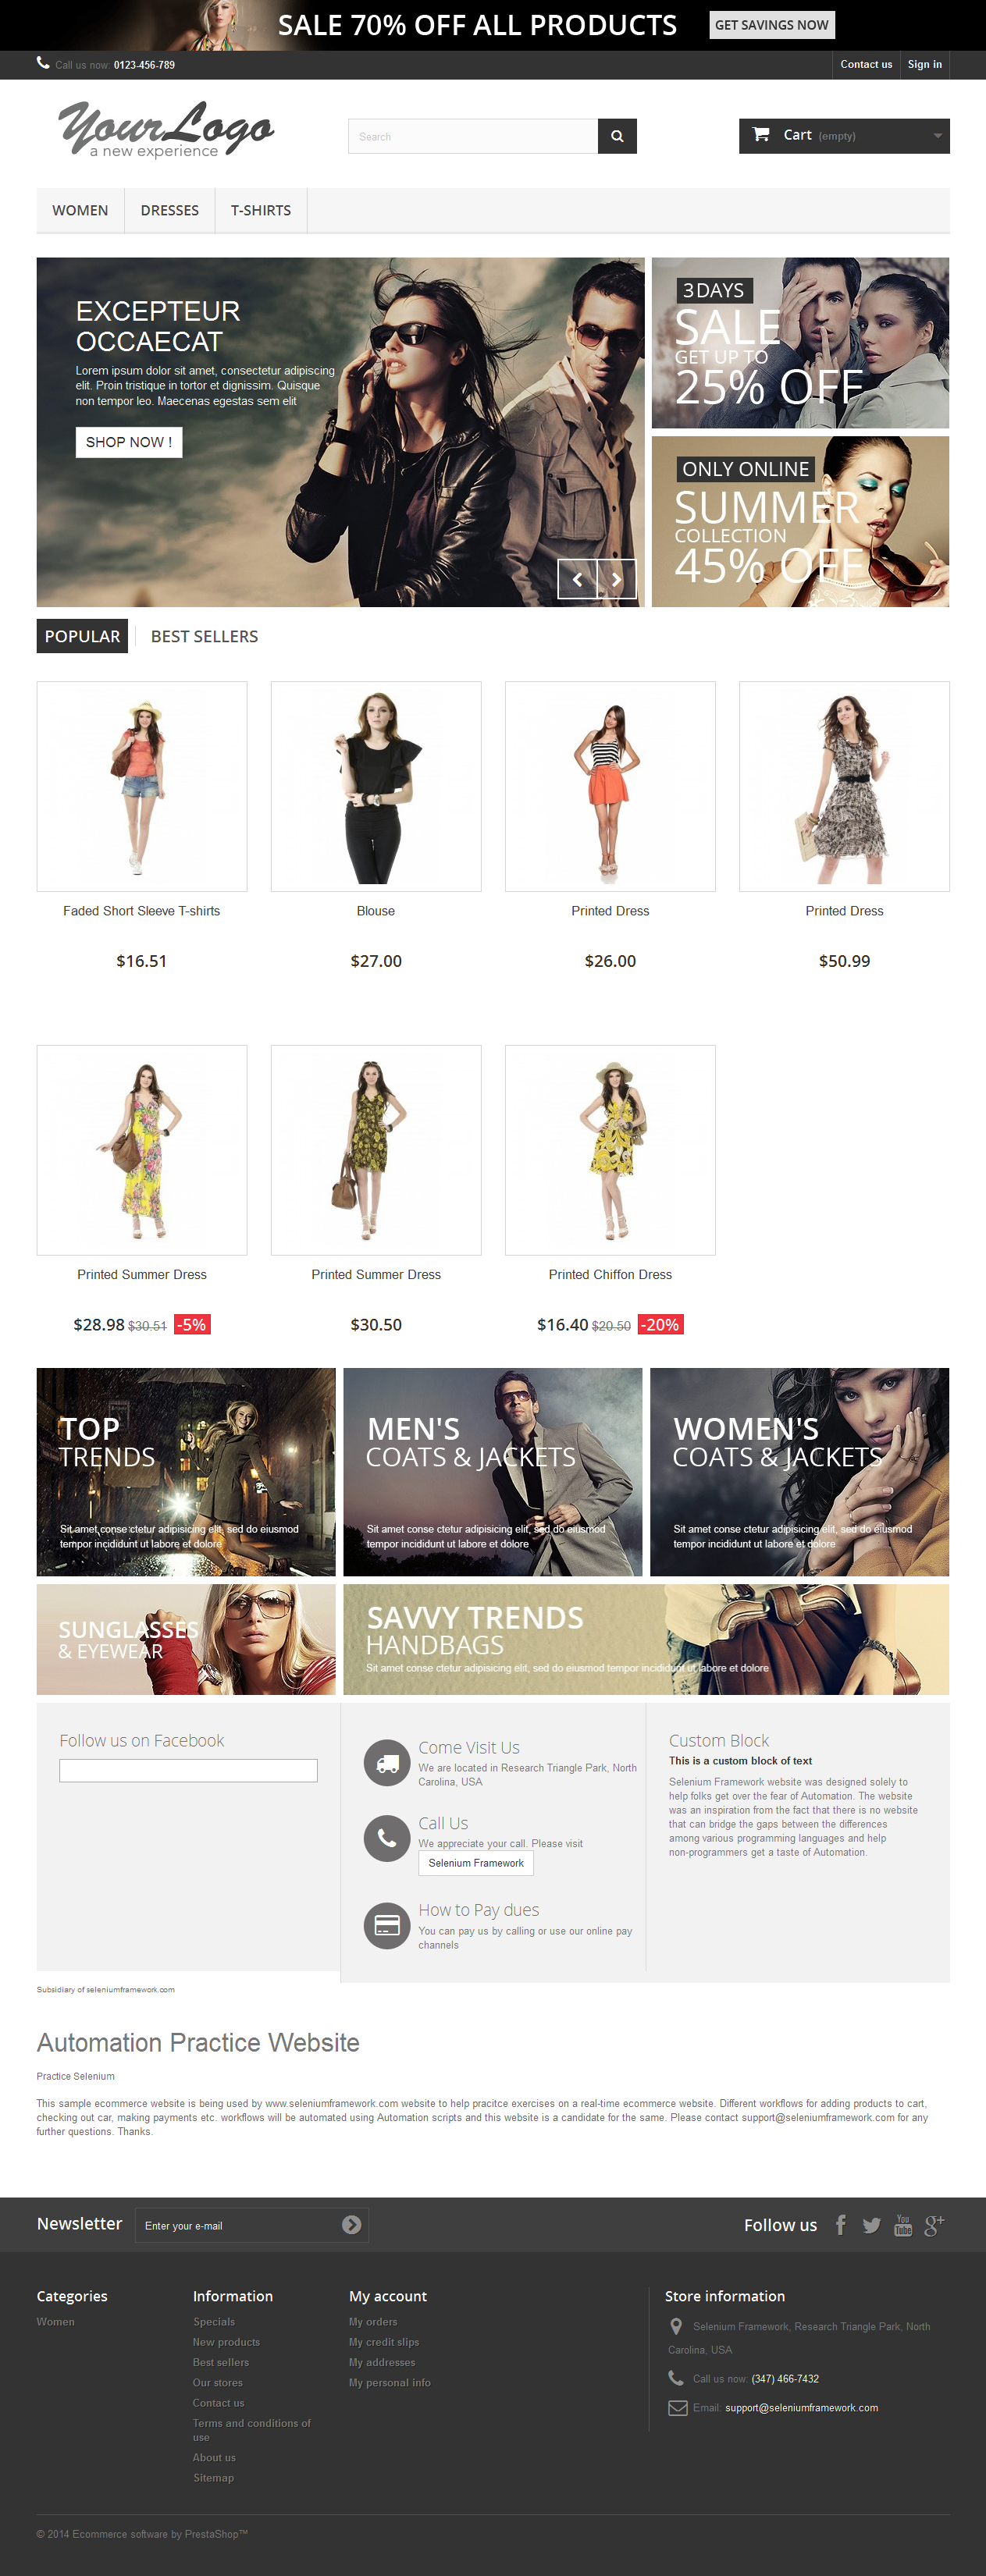 SALE 70% OFF ALL PRODUCTS GET SAVINGS NOW
Call us now: 0123-456-789
Contact us
Sign in
YourLogo
a new experience
Search
Cart (empty)
WOMEN
DRESSES
T-SHIRTS
EXCEPTEUR
OCCAECAT
Lorem ipsum dolor sit amet, consectetur adipiscing
elit. Proin tristique in tortor et dignissim. Quisque
non tempor leo. Maecenas egestas sem elit
SHOP NOW !
3 DAYS
SALE
GET UP TO
25% OFF
ONLY ONLINE
SUMMER
COLLECTION
45% OFF
POPULAR
BEST SELLERS
Faded Short Sleeve T-shirts
$16.51
Blouse
$27.00
Printed Dress
$26.00
Printed Dress
$50.99
Printed Summer Dress
$28.98 $30.51 -5%
Printed Summer Dress
$30.50
Printed Chiffon Dress
$16.40 $20.50 -20%
TOP
TRENDS
Sit amet conse ctetur adipisicing elit, sed do eiusmod
tempor incididunt ut labore et dolore
MEN'S
COATS & JACKETS
Sit amet conse ctetur adipisicing elit, sed do eiusmod
tempor incididunt ut labore et dolore
WOMEN'S
COATS & JACKETS
Sit amet conse ctetur adipisicing elit, sed do eiusmod
tempor incididunt ut labore et dolore
SUNGLASSES
& EYEWEAR
SAVVY TRENDS
HANDBAGS
Sit amet conse ctetur adipisicing elit, sed do eiusmod tempor incididunt ut labore et dolore
Follow us on Facebook
Come Visit Us
We are located in Research Triangle Park, North
Carolina, USA
Call Us
We appreciate your call. Please visit
Selenium Framework
How to Pay dues
You can pay us by calling or use our online pay
channels
Custom Block
This is a custom block of text
Selenium Framework website was designed solely to
help folks get over the fear of Automation. The website
was an inspiration from the fact that there is no website
that can bridge the gaps between the differences
among various programming languages and help
non-programmers get a taste of Automation.
Subsidiary of seleniumframework.com
Automation Practice Website
Practice Selenium
This sample ecommerce website is being used by www.seleniumframework.com website to help pracitce exercises on a real-time ecommerce website. Different workflows for adding products to cart,
checking out car, making payments etc. workflows will be automated using Automation scripts and this website is a candidate for the same. Please contact support@seleniumframework.com for any
further questions. Thanks.
Newsletter
Enter your e-mail
Follow us
You
Tube
Categories
Women
Information
Specials
New products
Best sellers
Our stores
Contact us
Terms and conditions of
use
About us
Sitemap
My account
My orders
My credit slips
My addresses
My personal info
Store information
Selenium Framework, Research Triangle Park, North
Carolina, USA
Call us now: (347) 466-7432
Email: support@seleniumframework.com
© 2014 Ecommerce software by PrestaShop™